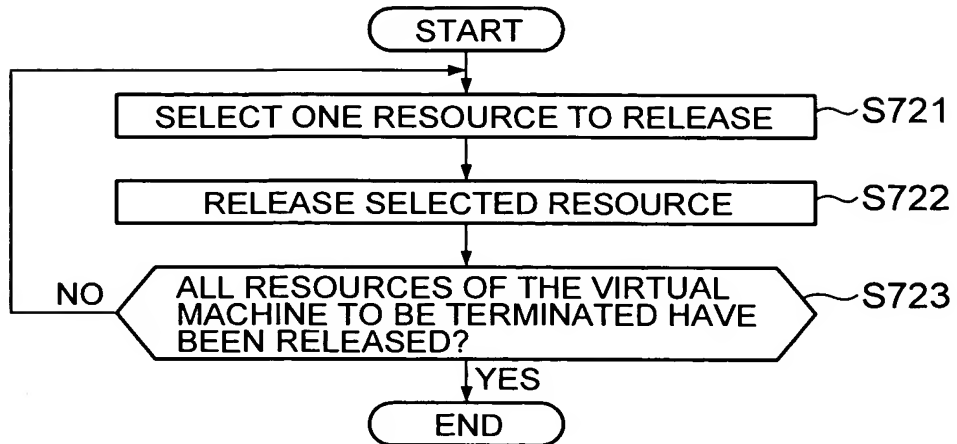 START
SELECT ONE RESOURCE TO RELEASE
S721
RELEASE SELECTED RESOURCE
S722
NO
ALL RESOURCES OF THE VIRTUAL
MACHINE TO BE TERMINATED HAVE
BEEN RELEASED?
S723
YES
END